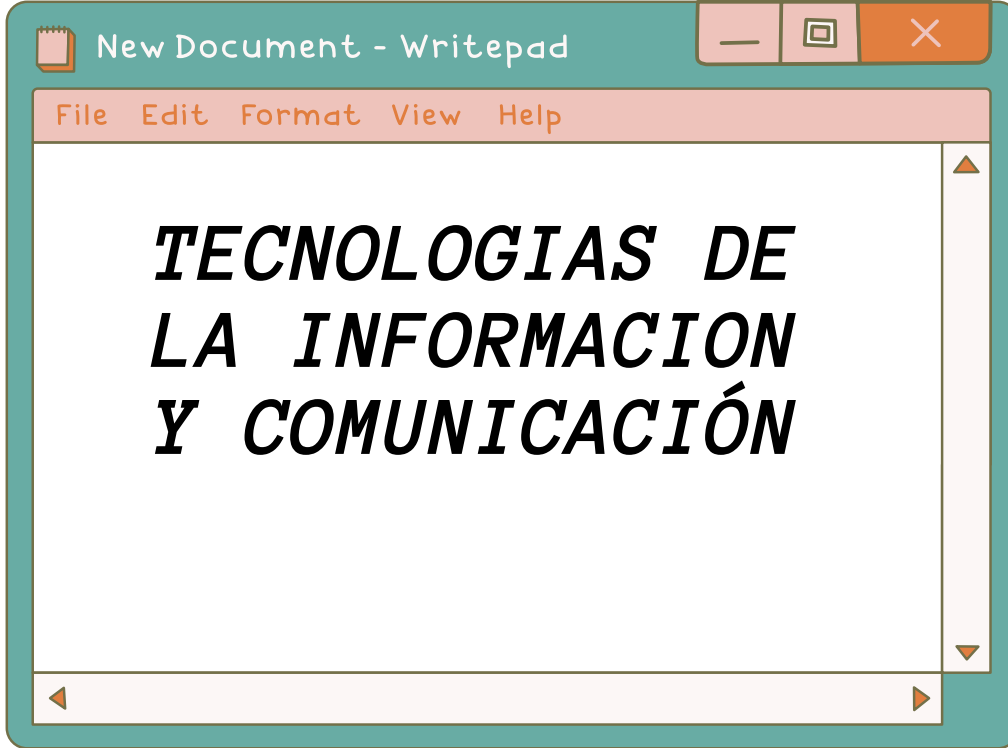 New Document - Writepad
File Edit Format View Help
TECNOLOGIAS DE
LA INFORMACION
Y COMUNICACIÓN